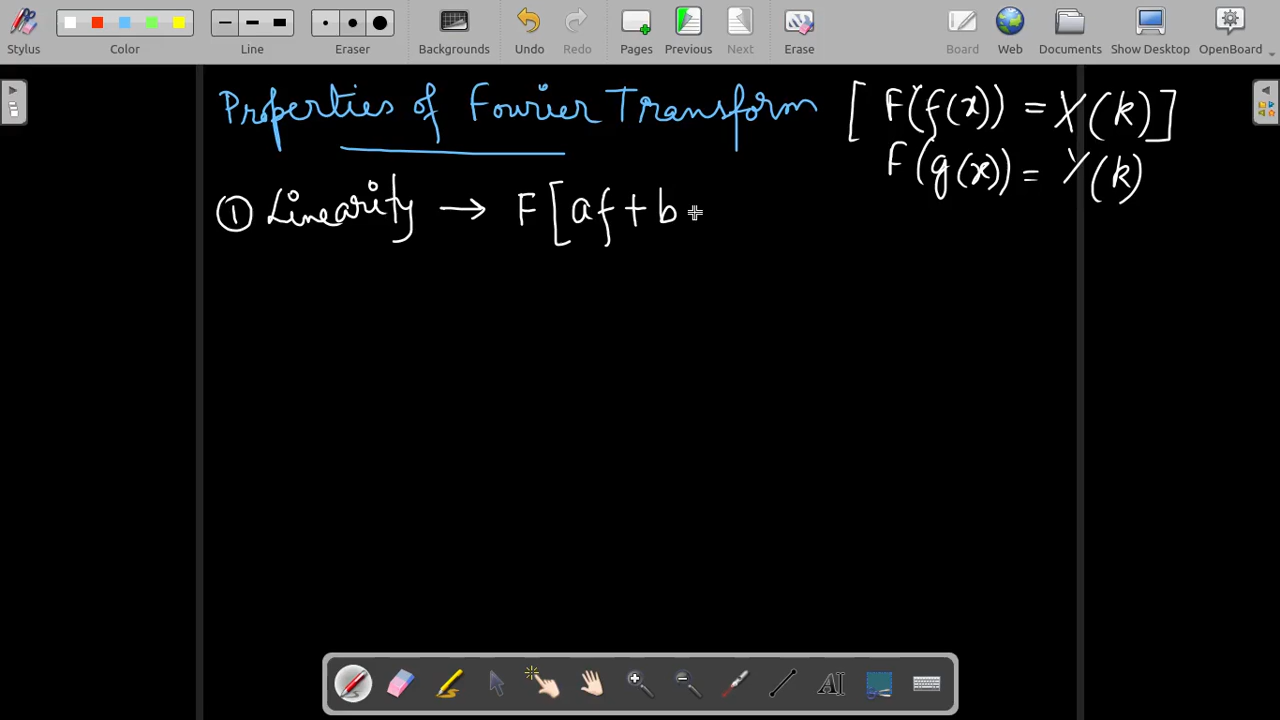 Stylus Color Line Eraser Backgrounds Undo Redo Pages Previous Next Erase Board Web Documents Show Desktop OpenBoard
Properties of Fourier Transform [ F(f(x)) = X(k) ]
F(g(x)) = Y(k)
① Linearity → F[af + b